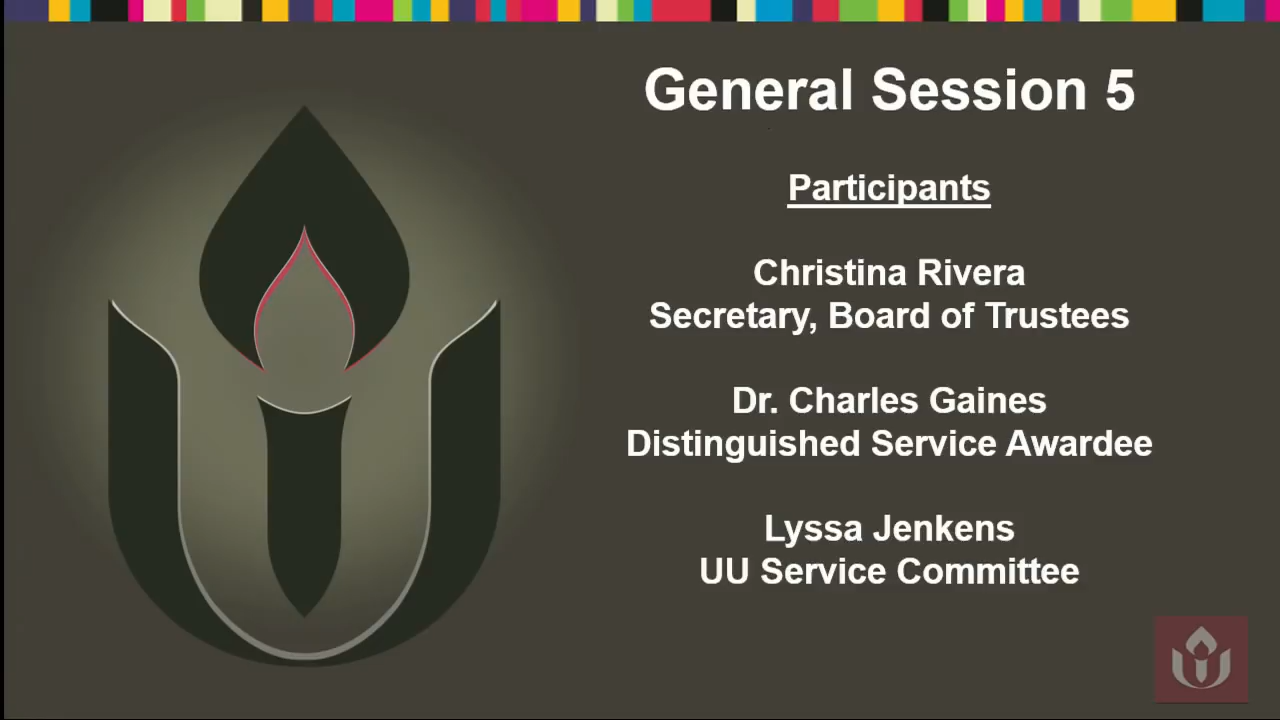 General Session 5
Participants
Christina Rivera
Secretary, Board of Trustees
Dr. Charles Gaines
Distinguished Service Awardee
Lyssa Jenkens
UU Service Committee